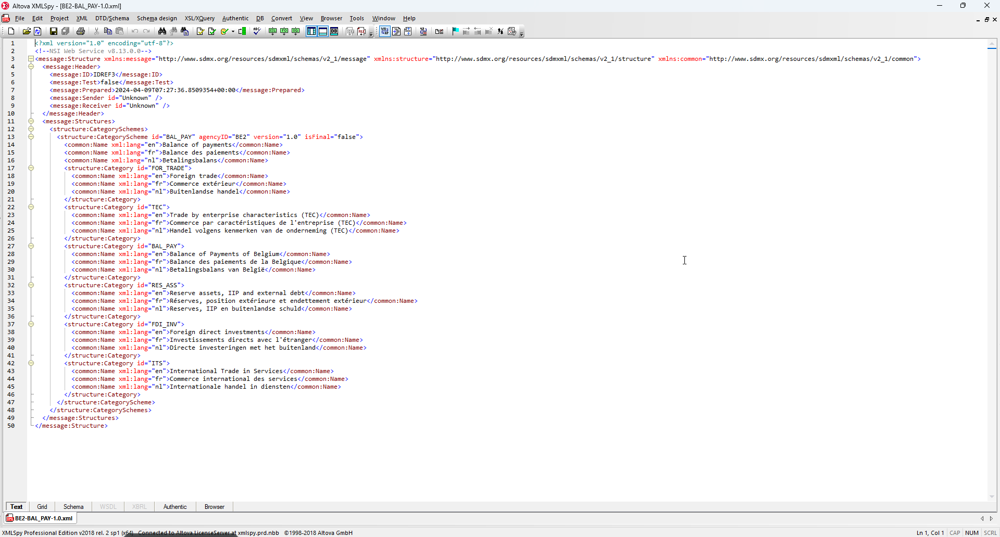 Altova XMLSpy - [BE2-BAL_PAY-1.0.xml]
File Edit Project XML DTD/Schema Schema design XSL/XQuery Authentic DB Convert View Browser Tools Window Help
1 <?xml version="1.0" encoding="utf-8"?>
2 <!--NSI Web Service v8.13.0.0-->
3 <message:Structure xmlns:message="http://www.sdmx.org/resources/sdmxml/schemas/v2_1/message" xmlns:structure="http://www.sdmx.org/resources/sdmxml/schemas/v2_1/structure" xmlns:common="http://www.sdmx.org/resources/sdmxml/schemas/v2_1/common">
4 <message:Header>
5 <message:ID>IDREF3</message:ID>
6 <message:Test>false</message:Test>
7 <message:Prepared>2024-04-09T07:27:36.8509354+00:00</message:Prepared>
8 <message:Sender id="Unknown" />
9 <message:Receiver id="Unknown" />
10 </message:Header>
11 <message:Structures>
12 <structure:CategorySchemes>
13 <structure:CategoryScheme id="BAL_PAY" agencyID="BE2" version="1.0" isFinal="false">
14 <common:Name xml:lang="en">Balance of payments</common:Name>
15 <common:Name xml:lang="fr">Balance des paiements</common:Name>
16 <common:Name xml:lang="nl">Betalingsbalans</common:Name>
17 <structure:Category id="FOR_TRADE">
18 <common:Name xml:lang="en">Foreign trade</common:Name>
19 <common:Name xml:lang="fr">Commerce extérieur</common:Name>
20 <common:Name xml:lang="nl">Buitenlandse handel</common:Name>
21 </structure:Category>
22 <structure:Category id="TEC">
23 <common:Name xml:lang="en">Trade by enterprise characteristics (TEC)</common:Name>
24 <common:Name xml:lang="fr">Commerce par caractéristiques de l'entreprise (TEC)</common:Name>
25 <common:Name xml:lang="nl">Handel volgens kenmerken van de onderneming (TEC)</common:Name>
26 </structure:Category>
27 <structure:Category id="BAL_PAY">
28 <common:Name xml:lang="en">Balance of Payments of Belgium</common:Name>
29 <common:Name xml:lang="fr">Balance des paiements de la Belgique</common:Name>
30 <common:Name xml:lang="nl">Betalingsbalans van België</common:Name>
31 </structure:Category>
32 <structure:Category id="RES_ASS">
33 <common:Name xml:lang="en">Reserve assets, IIP and external debt</common:Name>
34 <common:Name xml:lang="fr">Réserves, position extérieure et endettement extérieur</common:Name>
35 <common:Name xml:lang="nl">Reserves, IIP en buitenlandse schuld</common:Name>
36 </structure:Category>
37 <structure:Category id="FDI_INV">
38 <common:Name xml:lang="en">Foreign direct investments</common:Name>
39 <common:Name xml:lang="fr">Investissements directs avec l'étranger</common:Name>
40 <common:Name xml:lang="nl">Directe investeringen met het buitenland</common:Name>
41 </structure:Category>
42 <structure:Category id="ITS">
43 <common:Name xml:lang="en">International Trade in Services</common:Name>
44 <common:Name xml:lang="fr">Commerce international des services</common:Name>
45 <common:Name xml:lang="nl">Internationale handel in diensten</common:Name>
46 </structure:Category>
47 </structure:CategoryScheme>
48 </structure:CategorySchemes>
49 </message:Structures>
50 </message:Structure>
Text Grid Schema WSDL XBRL Authentic Browser
BE2-BAL_PAY-1.0.xml
XMLSpy Professional Edition v2018 rel. 2 sp1 (x64) Connected to Altova LicenseServer at xmlspy.prd.nbb ©1998-2018 Altova GmbH Ln 1, Col 1 CAP NUM SCRL